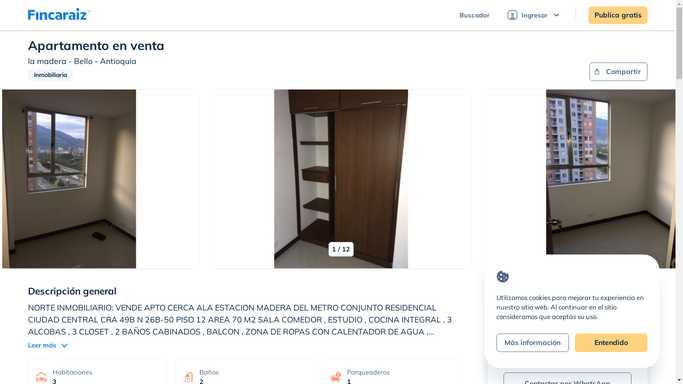 Fincaraiz
Buscador
Ingresar
Publica gratis
Apartamento en venta
la madera - Bello - Antioquia
Inmobiliaria
Compartir
1 / 12
Descripción general
NORTE INMOBILIARIO: VENDE APTO CERCA ALA ESTACION MADERA DEL METRO CONJUNTO RESIDENCIAL
CIUDAD CENTRAL CRA 49B N 26B-50 PISO 12 AREA 70 M2 SALA COMEDOR , ESTUDIO , COCINA INTEGRAL , 3
ALCOBAS , 3 CLOSET , 2 BAÑOS CABINADOS , BALCON , ZONA DE ROPAS CON CALENTADOR DE AGUA ,...
Leer más
Habitaciones
3
Baños
2
Parqueaderos
1
Utilizamos cookies para mejorar tu experiencia en
nuestro sitio web. Al continuar en el sitio
consideramos que aceptas su uso.
Más información
Entendido
Contactar por WhatsApp